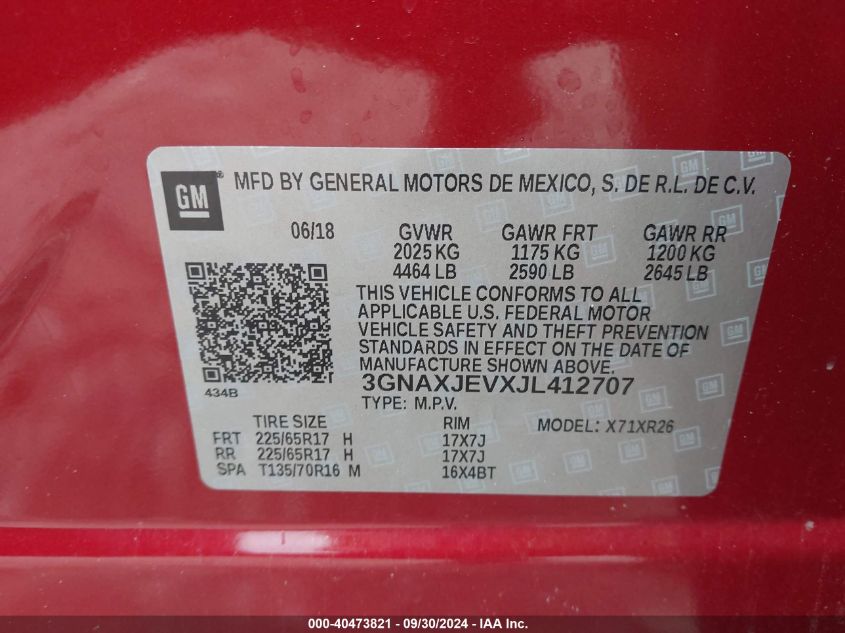 GM® MFD BY GENERAL MOTORS DE MEXICO, S. DE R.L. DE C.V.
06/18 GVWR GAWR FRT GAWR RR
2025 KG 1175 KG 1200 KG
4464 LB 2590 LB 2645 LB
THIS VEHICLE CONFORMS TO ALL
APPLICABLE U.S. FEDERAL MOTOR
VEHICLE SAFETY AND THEFT PREVENTION
STANDARDS IN EFFECT ON THE DATE OF
MANUFACTURE SHOWN ABOVE.
434B 3GNAXJEVXJL412707
TYPE: M.P.V.
TIRE SIZE RIM MODEL: X71XR26
FRT 225/65R17 H 17X7J
RR 225/65R17 H 17X7J
SPA T135/70R16 M 16X4BT
000-40473821 - 09/30/2024 - IAA Inc.